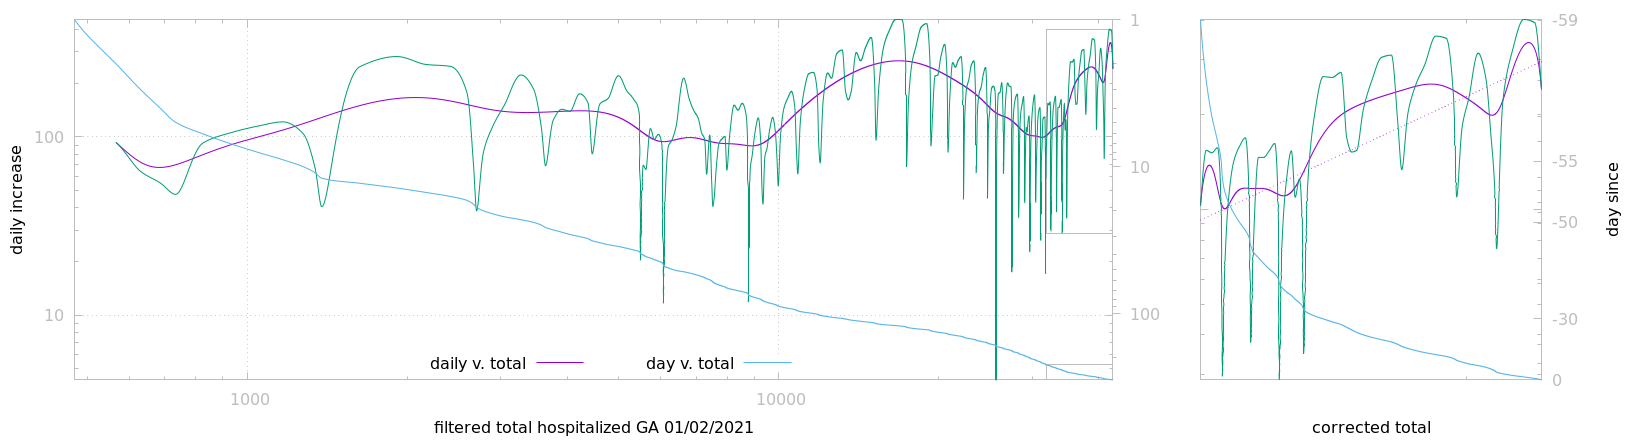 daily increase
100
10
1000
10000
daily v. total
day v. total
filtered total hospitalized GA 01/02/2021
1
10
100
-59
-55
-50
-30
0
day since
corrected total